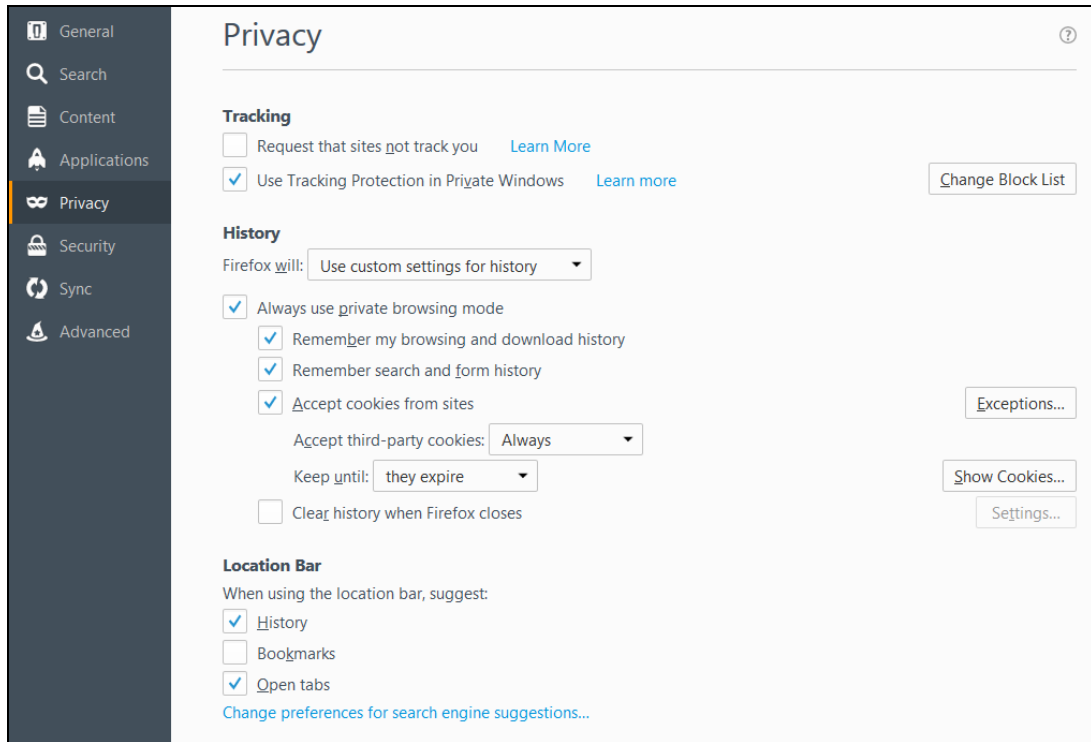 General
Search
Content
Applications
Privacy
Security
Sync
Advanced
Privacy
?
Tracking
Request that sites not track you Learn More
Use Tracking Protection in Private Windows Learn more Change Block List
History
Firefox will: Use custom settings for history
Always use private browsing mode
Remember my browsing and download history
Remember search and form history
Accept cookies from sites Exceptions...
Accept third-party cookies: Always
Keep until: they expire Show Cookies...
Clear history when Firefox closes Settings...
Location Bar
When using the location bar, suggest:
History
Bookmarks
Open tabs
Change preferences for search engine suggestions...